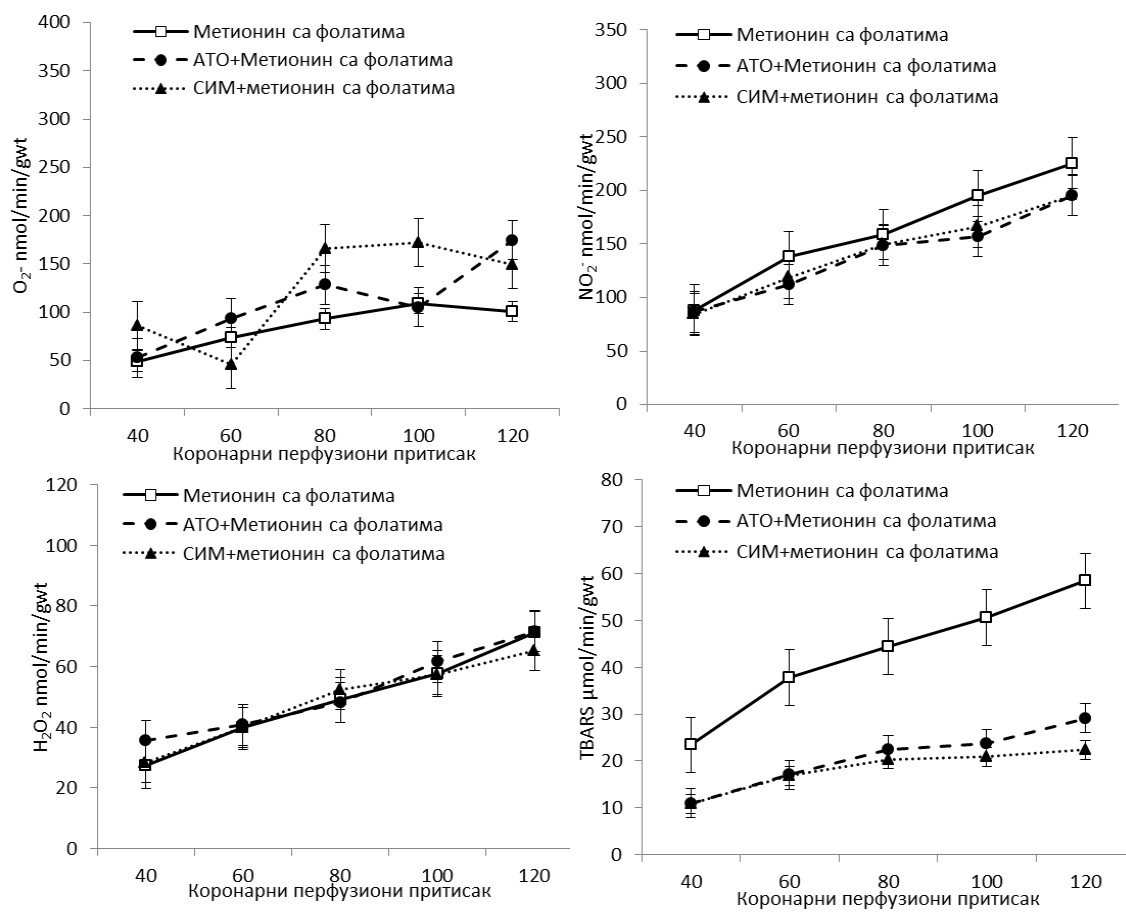 400
350
300
250
200
150
100
50
0
O₂- nmol/min/gwt
Метионин са фолатима
АТО+Метионин са фолатима
СИМ+метионин са фолатима
40 60 80 100 120
Коронарни перфузиони притисак
350
300
250
200
150
100
50
0
NO₂- nmol/min/gwt
Метионин са фолатима
АТО+Метионин са фолатима
СИМ+метионин са фолатима
40 60 80 100 120
Коронарни перфузиони притисак
120
100
80
60
40
20
0
H₂O₂ nmol/min/gwt
Метионин са фолатима
АТО+Метионин са фолатима
СИМ+метионин са фолатима
40 60 80 100 120
Коронарни перфузиони притисак
80
70
60
50
40
30
20
10
0
TBARS µmol/min/gwt
Метионин са фолатима
АТО+Метионин са фолатима
СИМ+метионин са фолатима
40 60 80 100 120
Коронарни перфузиони притисак